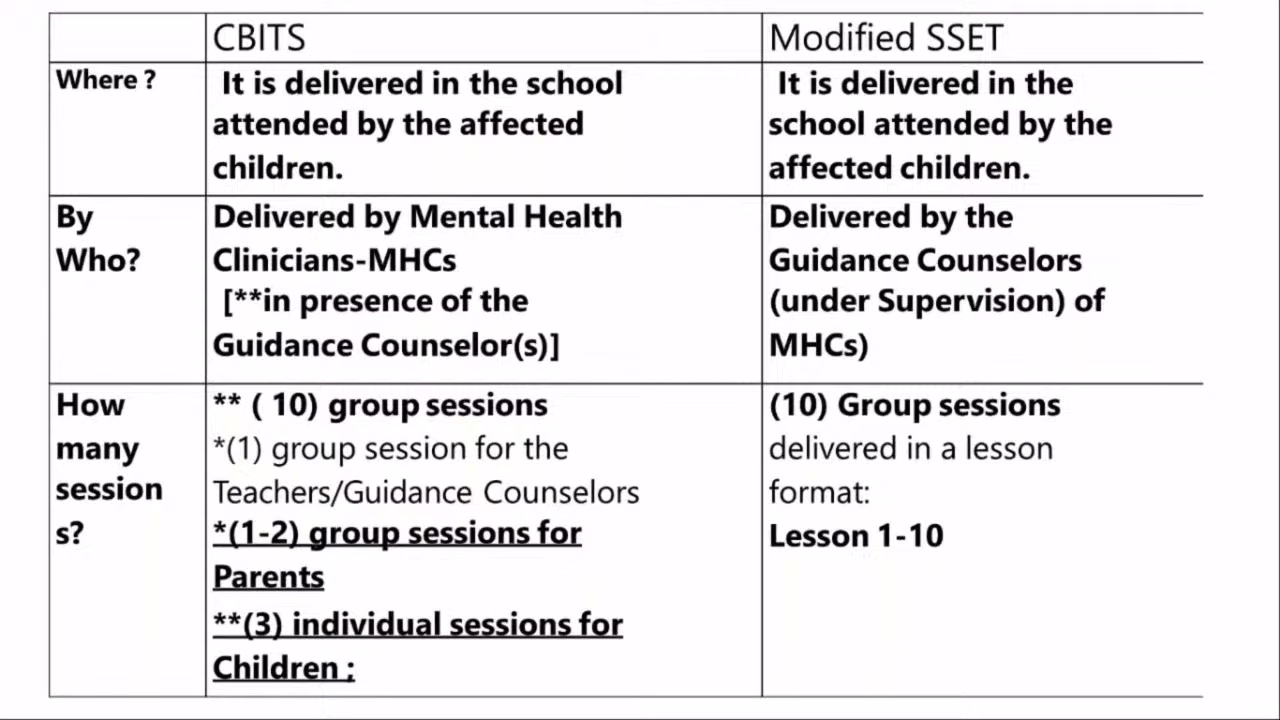 CBITS
Modified SSET
Where ?
It is delivered in the school
attended by the affected
children.
It is delivered in the
school attended by the
affected children.
By
Who?
Delivered by Mental Health
Clinicians-MHCs
[**in presence of the
Guidance Counselor(s)]
Delivered by the
Guidance Counselors
(under Supervision) of
MHCs)
How
many
session
s?
** ( 10) group sessions
*(1) group session for the
Teachers/Guidance Counselors
*(1-2) group sessions for
Parents
**(3) individual sessions for
Children ;
(10) Group sessions
delivered in a lesson
format:
Lesson 1-10